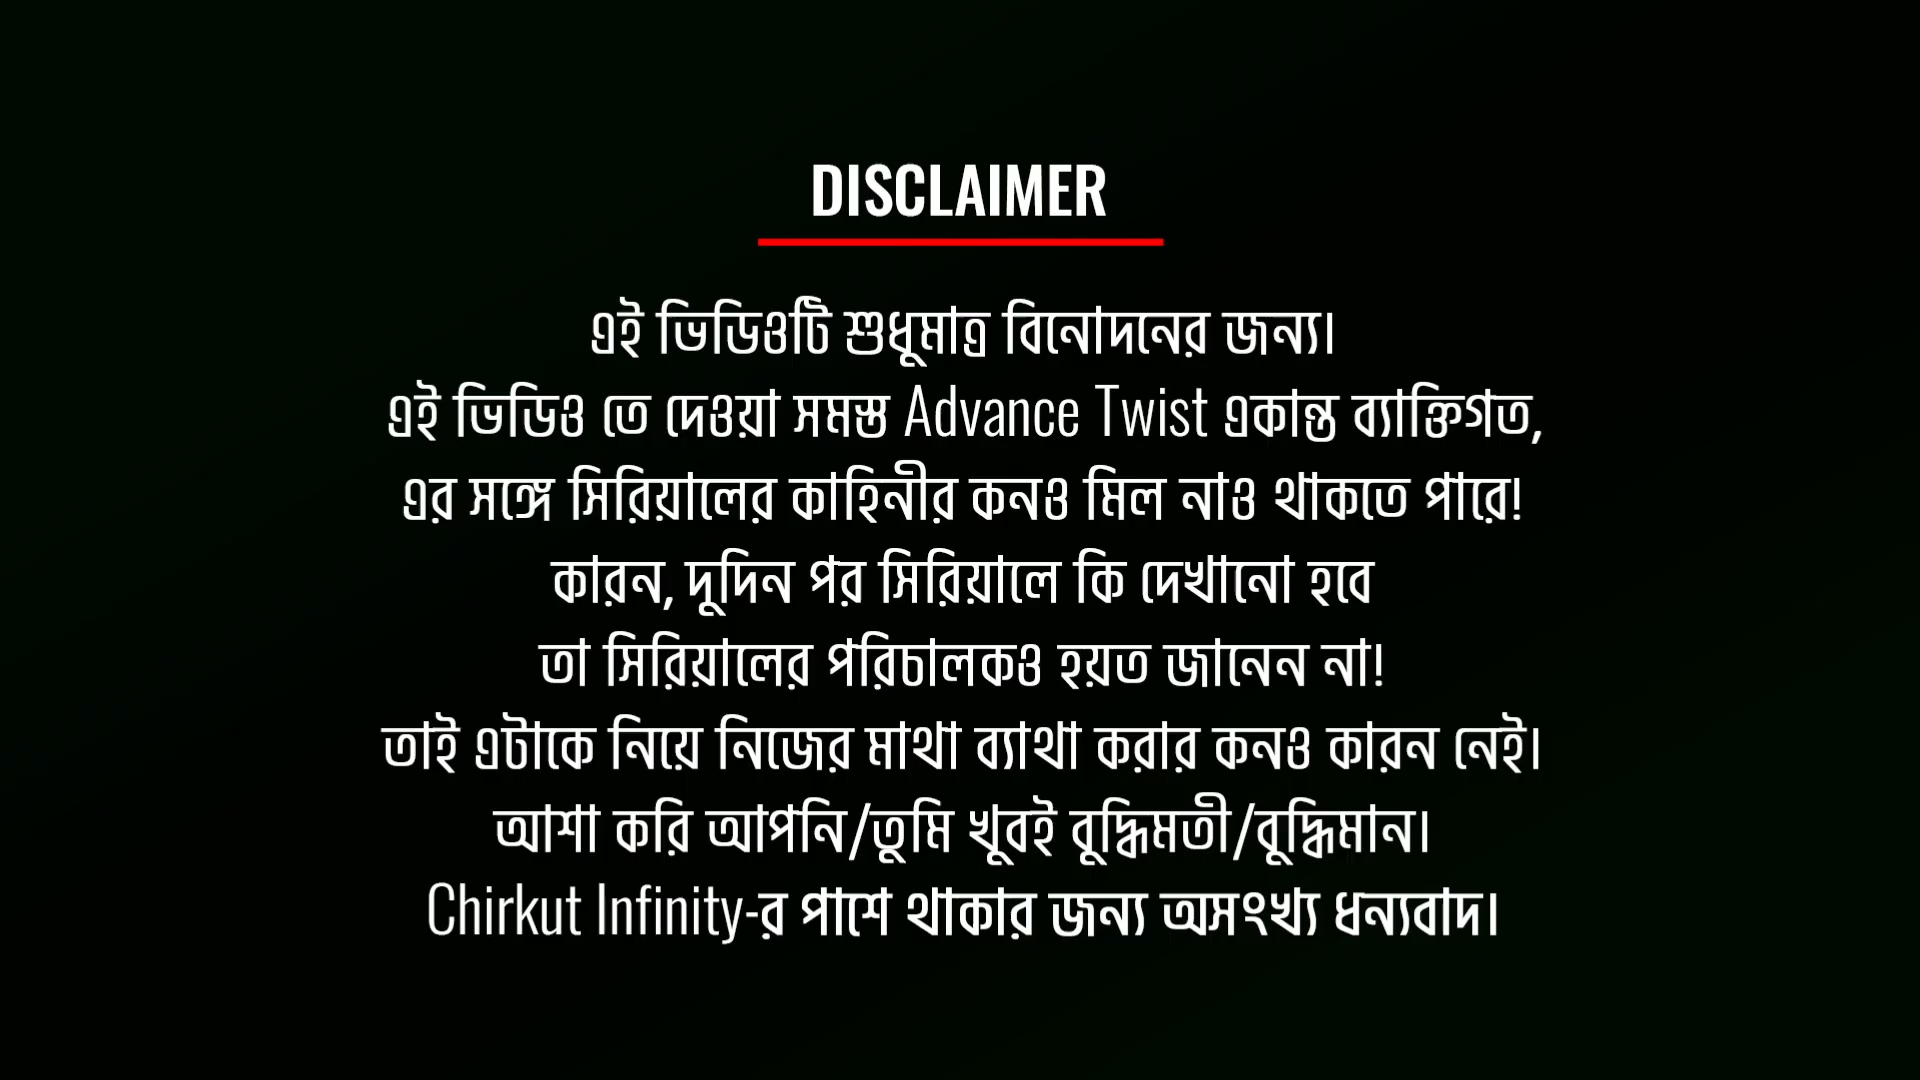 DISCLAIMER
এই ভিডিওটি শুধুমাত্র বিনোদনের জন্য।
এই ভিডিও তে দেওয়া সমস্ত Advance Twist একান্ত ব্যাক্তিগত,
এর সঙ্গে সিরিয়ালের কাহিনীর কনও মিল নাও থাকতে পারে!
কারন, দুদিন পর সিরিয়ালে কি দেখানো হবে
তা সিরিয়ালের পরিচালকও হয়ত জানেন না!
তাই এটাকে নিয়ে নিজের মাথা ব্যাথা করার কনও কারন নেই।
আশা করি আপনি/তুমি খুবই বুদ্ধিমতী/বুদ্ধিমান।
Chirkut Infinity-র পাশে থাকার জন্য অসংখ্য ধন্যবাদ।